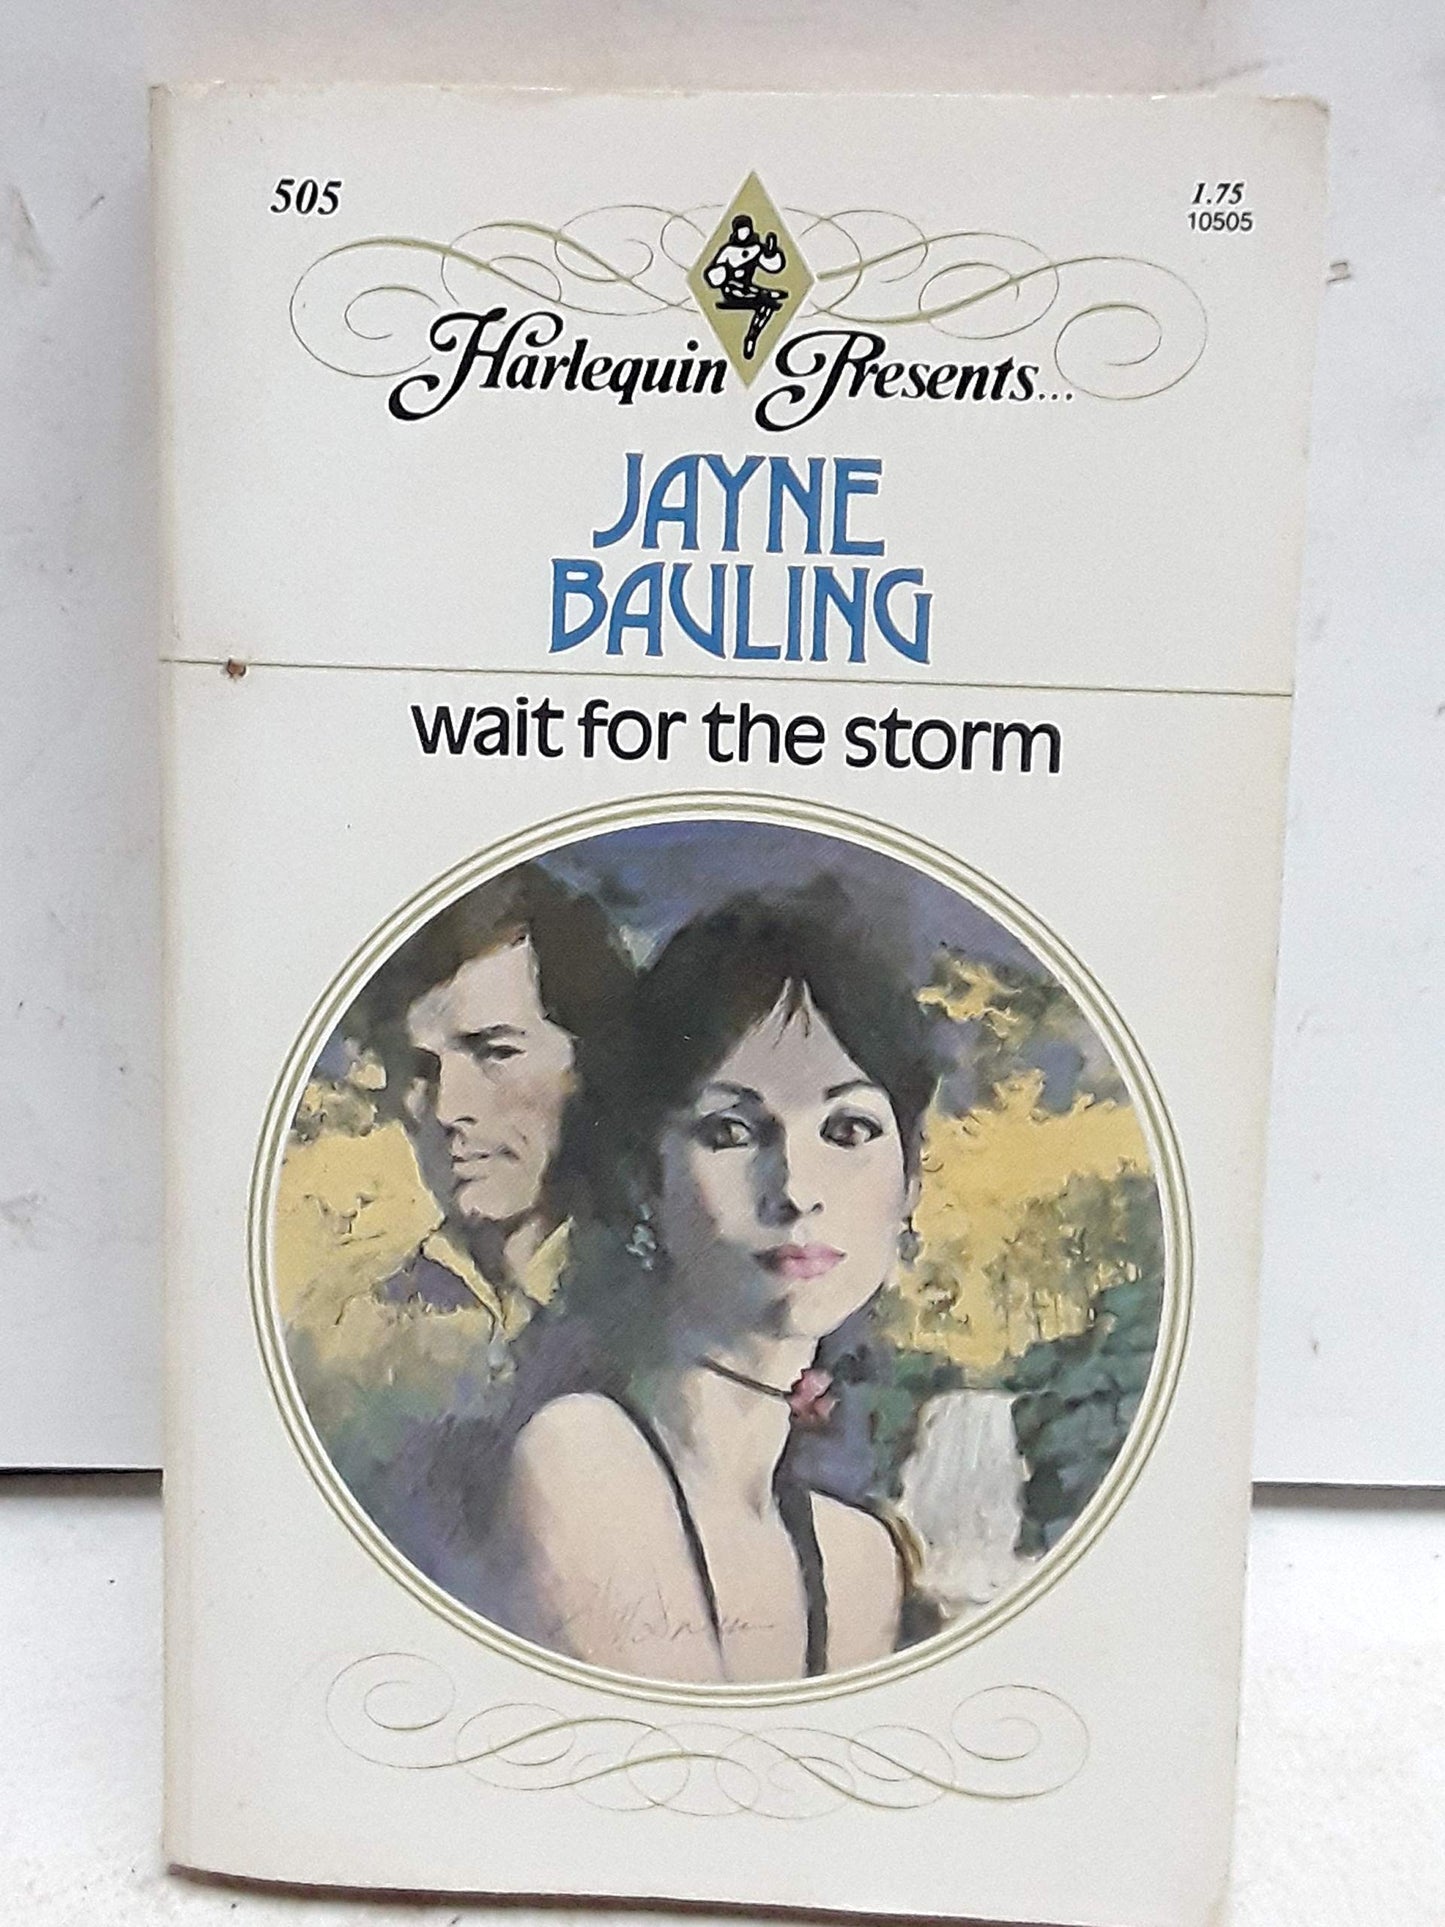 505
1.75
10505
Harlequin Presents...
JAYNE
BAULING
wait for the storm